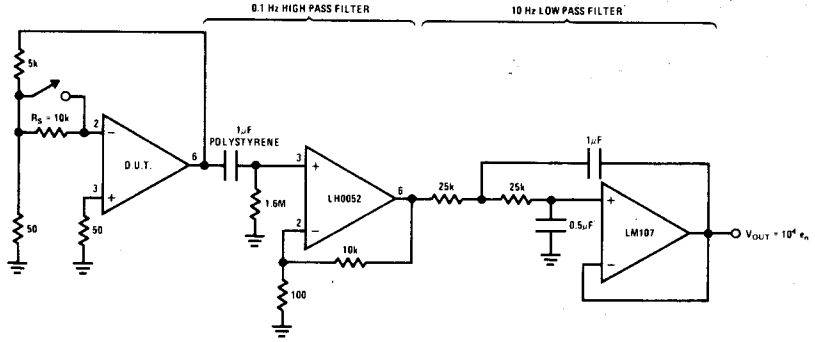 0.1 Hz HIGH PASS FILTER
10 Hz LOW PASS FILTER
5k
RS = 10k
2
−
D.U.T.
6
3
+
50
50
1μF
POLYSTYRENE
1.6M
3
+
LH0052
6
2
−
10k
100
25k
25k
1μF
0.5μF
+
LM107
−
VOUT = 10⁴ en